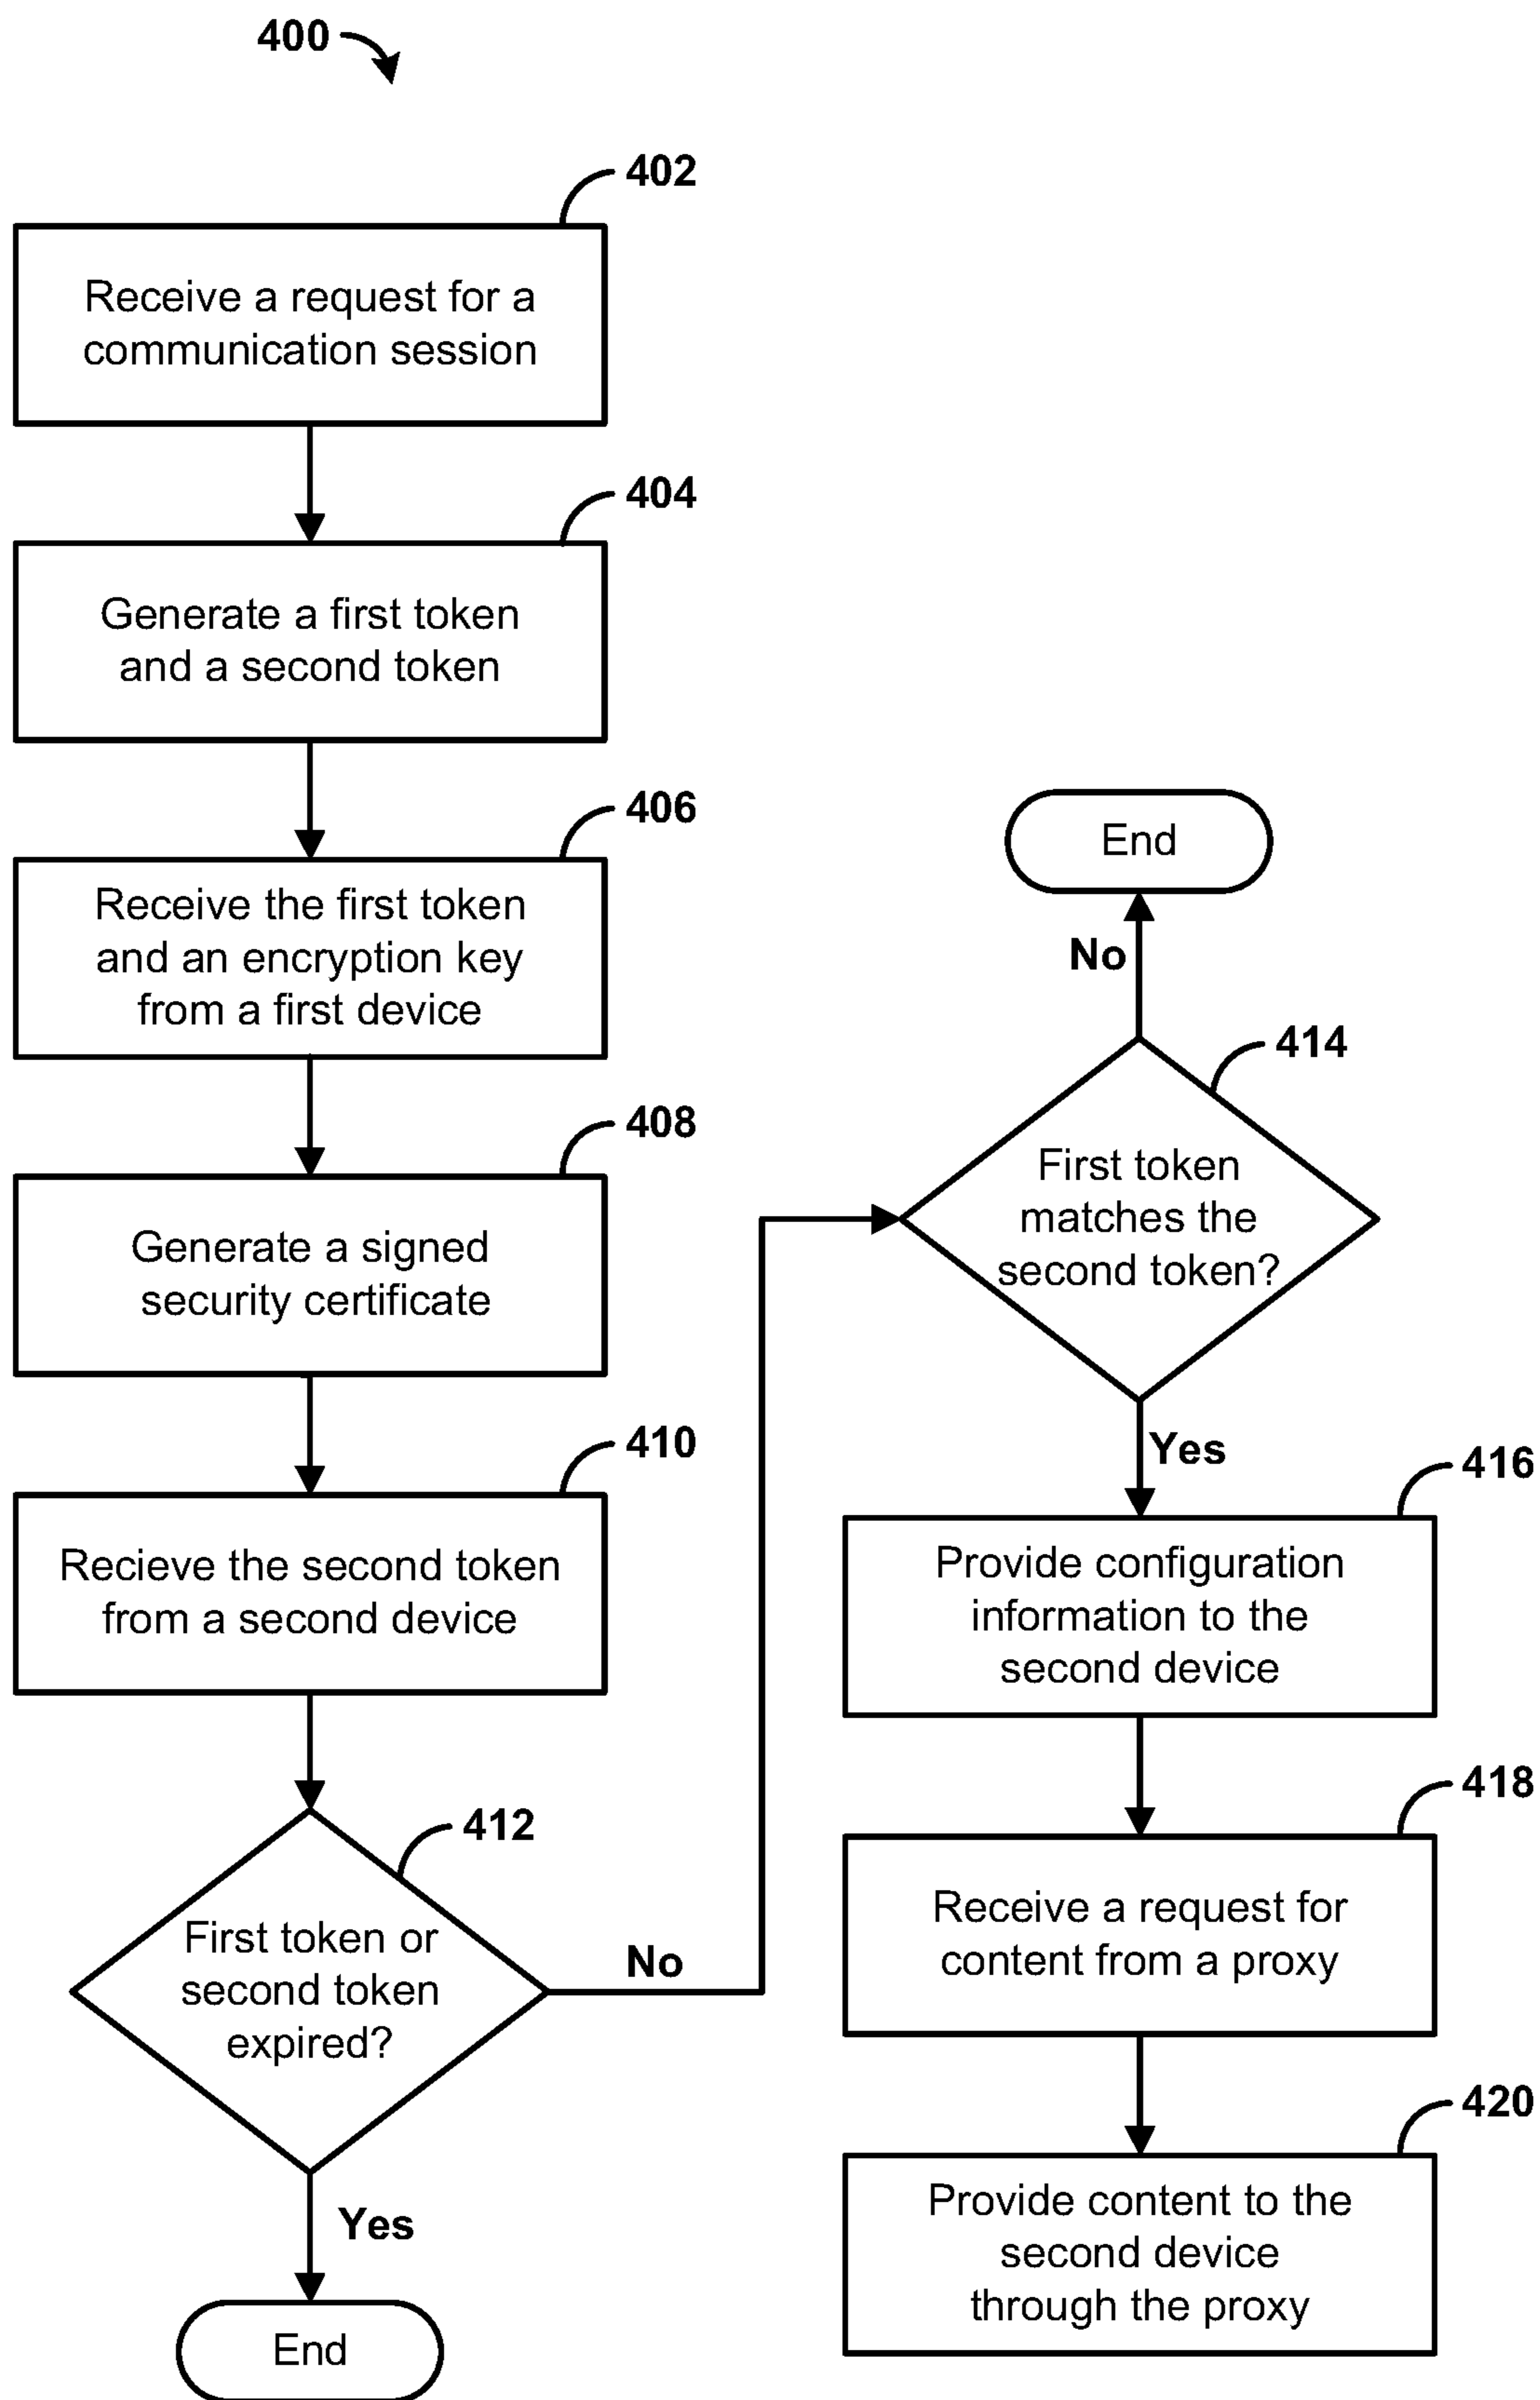 400
402
Receive a request for a
communication session
404
Generate a first token
and a second token
406
Receive the first token
and an encryption key
from a first device
408
Generate a signed
security certificate
410
Recieve the second token
from a second device
412
First token or
second token
expired?
No
Yes
End
End
No
414
First token
matches the
second token?
Yes
416
Provide configuration
information to the
second device
418
Receive a request for
content from a proxy
420
Provide content to the
second device
through the proxy